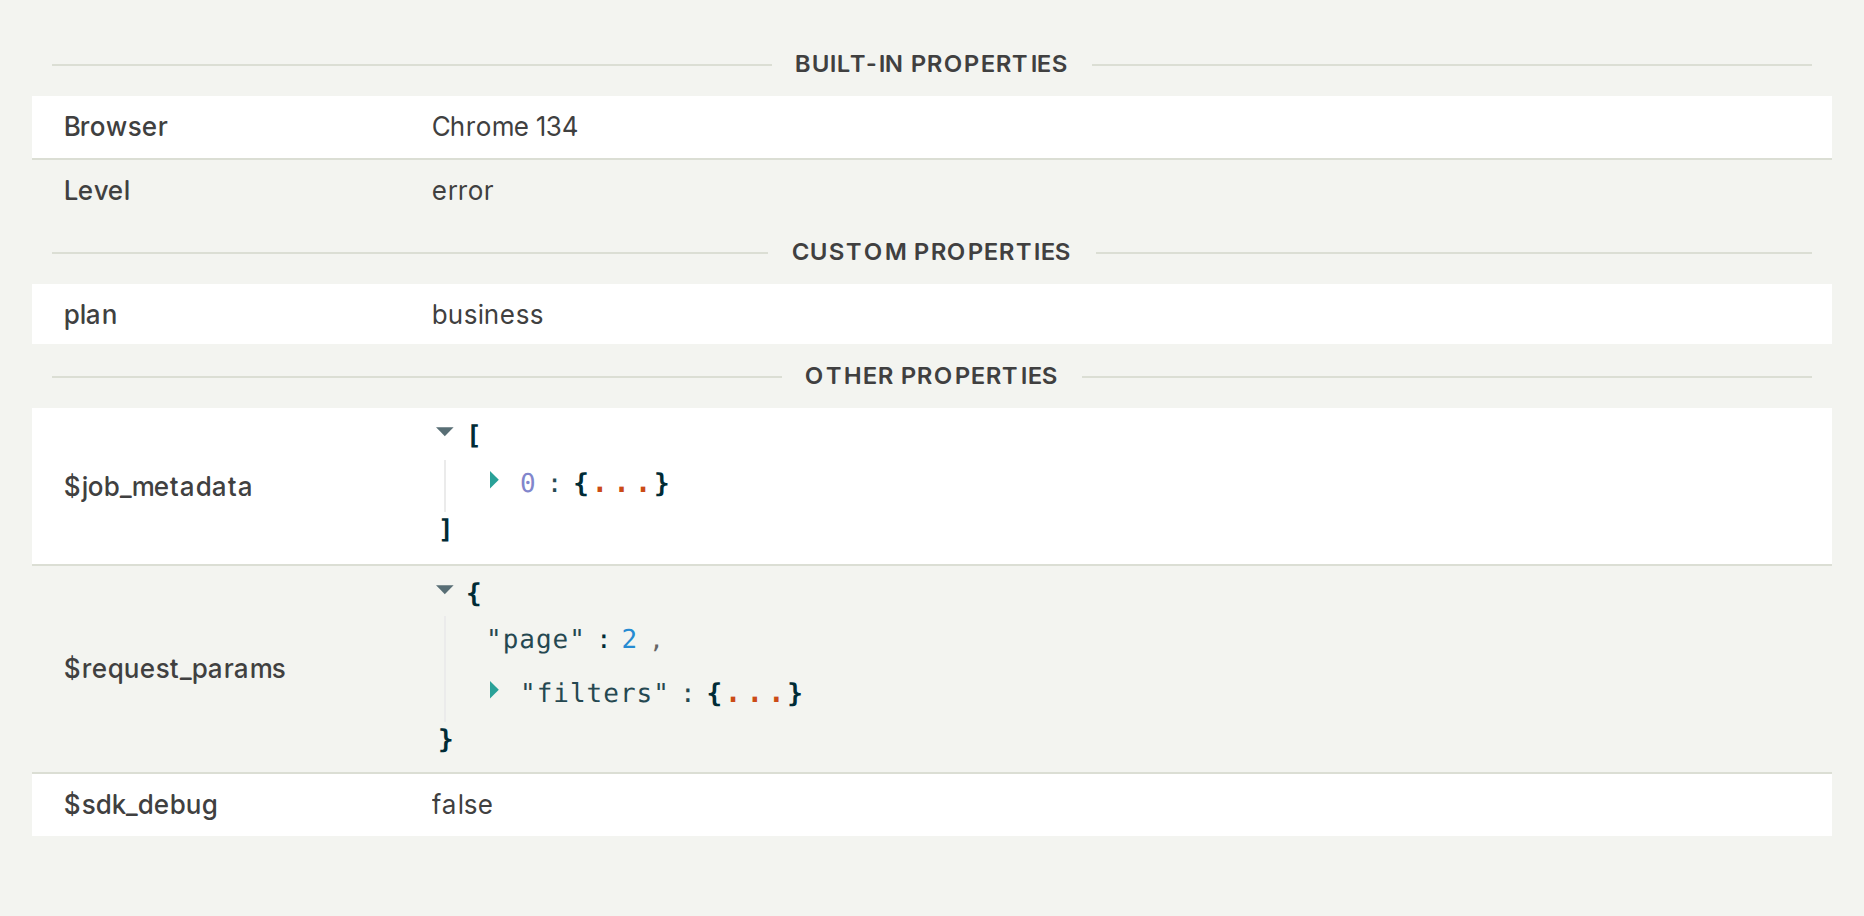 BUILT-IN PROPERTIES
Browser Chrome 134
Level error
CUSTOM PROPERTIES
plan business
OTHER PROPERTIES
[
$job_metadata 0 : {...}
]
{
"page" : 2 ,
$request_params
"filters" : {...}
}
$sdk_debug false